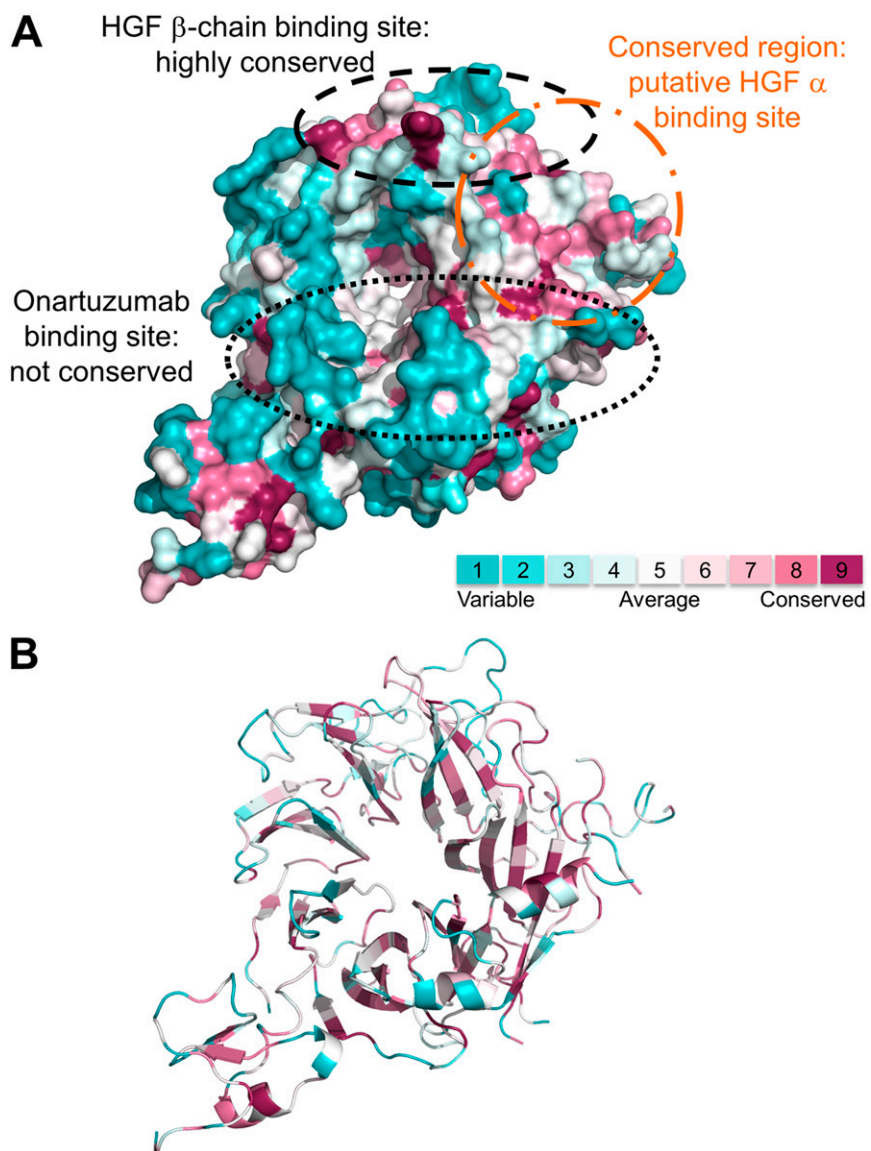 A
HGF β-chain binding site:
highly conserved
Conserved region:
putative HGF α
binding site
Onartuzumab
binding site:
not conserved
1 2 3 4 5 6 7 8 9
Variable Average Conserved
B